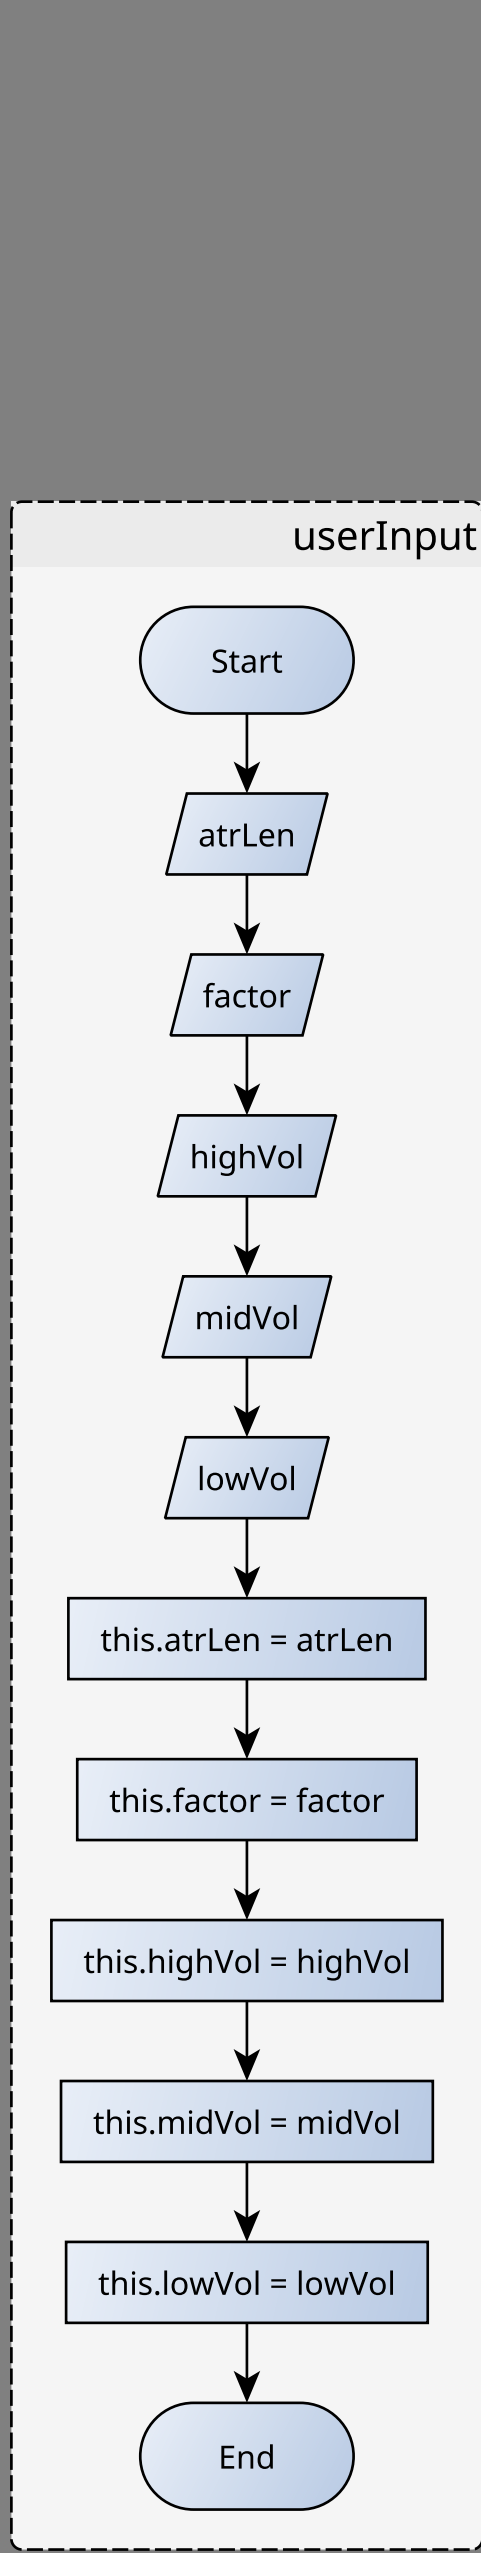 userInput
Start
atrLen
factor
highVol
midVol
lowVol
this.atrLen = atrLen
this.factor = factor
this.highVol = highVol
this.midVol = midVol
this.lowVol = lowVol
End